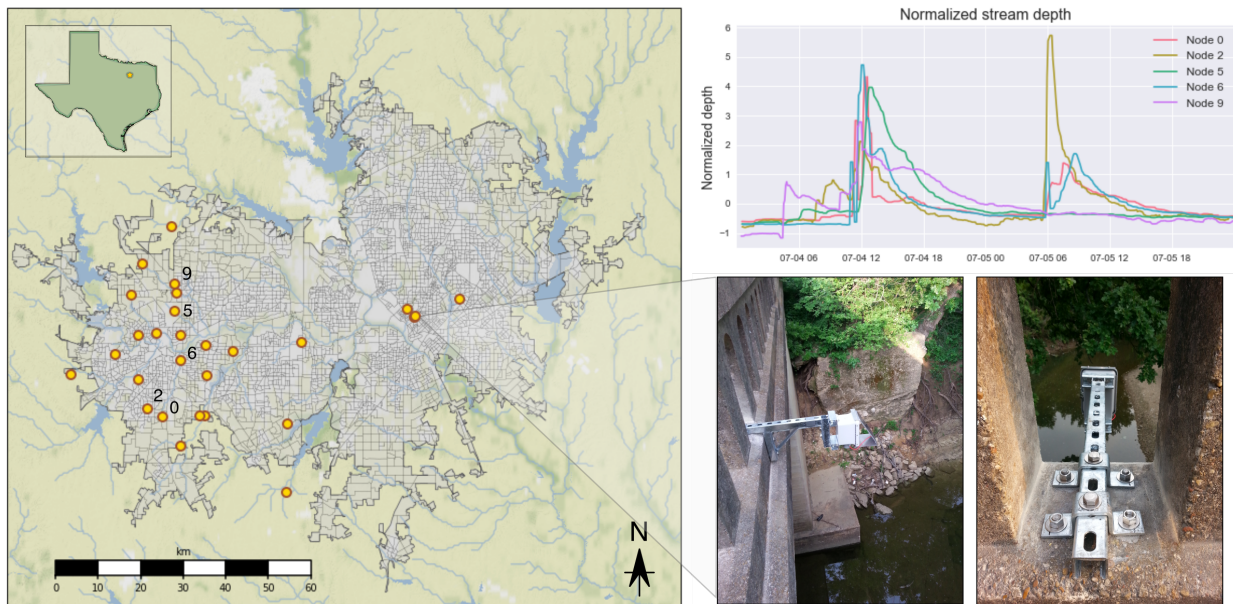 Normalized stream depth
Normalized depth
6
5
4
3
2
1
0
−1
Node 0
Node 2
Node 5
Node 6
Node 9
07-04 06
07-04 12
07-04 18
07-05 00
07-05 06
07-05 12
07-05 18
9
5
6
2
0
N
km
0 10 20 30 40 50 60